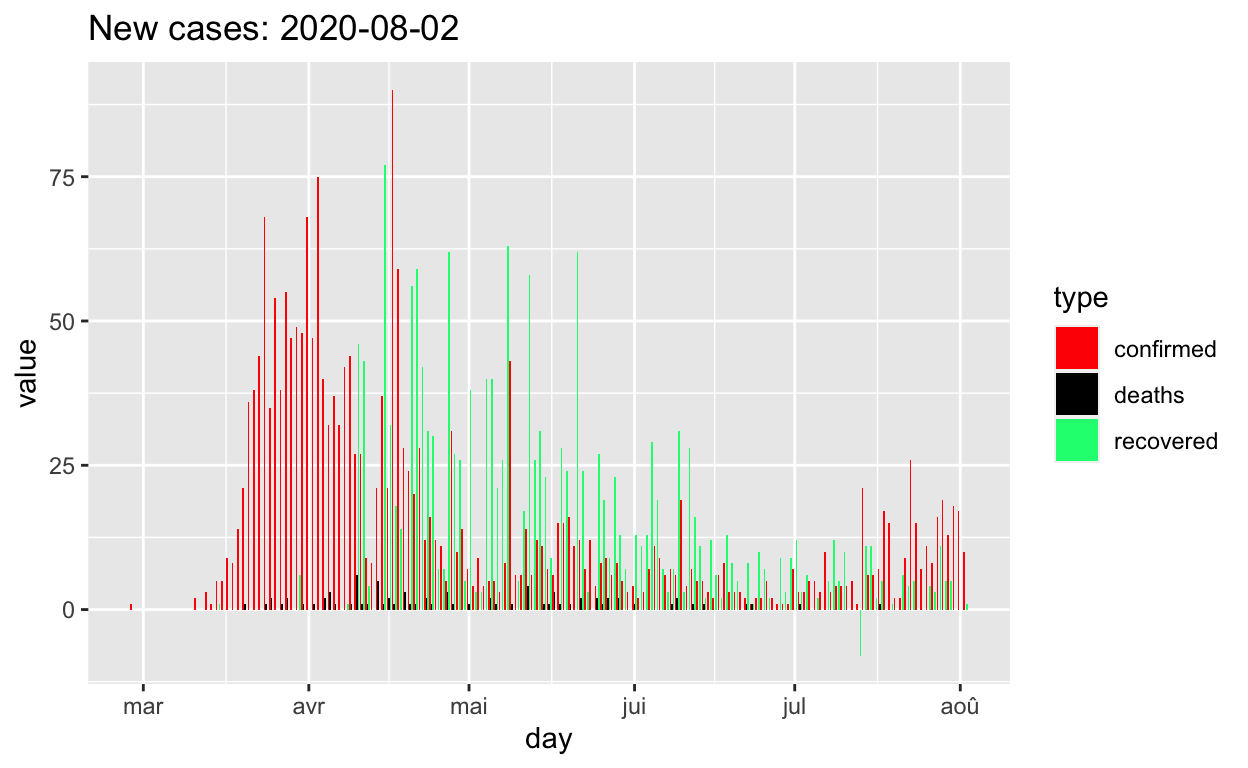 New cases: 2020-08-02
75
50
25
0
value
mar avr mai jui jul aoû
day
type
confirmed
deaths
recovered